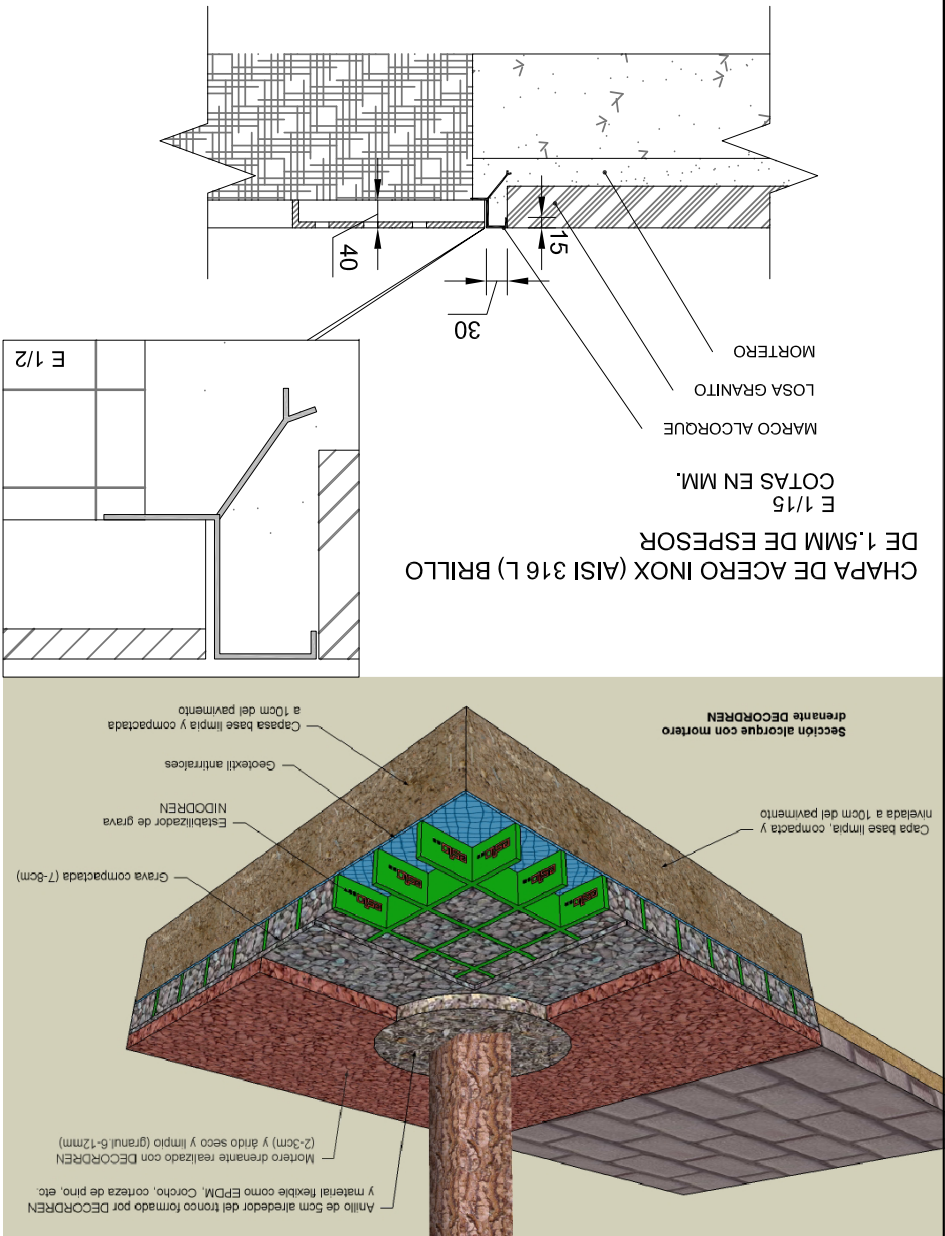 Anillo de 5cm alrededor del tronco formado por DECORDREN
y material flexible como EPDM, Corcho, corteza de pino, etc.
Mortero drenante realizado con DECORDREN
(2-3cm) y árido seco y limpio (granul.6-12mm)
Grava compactada (7-8cm)
Estabilizador de grava
NIDODREN
Geotextil antirraíces
Capasa base limpia y compactada
a 10cm del pavimento
Capa base limpia, compacta y
nivelada a 10cm del pavimento
Sección alcorque con mortero
drenante DECORDREN
CHAPA DE ACERO INOX (AISI 316 L) BRILLO
DE 1.5MM DE ESPESOR
E 1/15
COTAS EN MM.
MARCO ALCORQUE
LOSA GRANITO
MORTERO
E 1/2
30
15
40